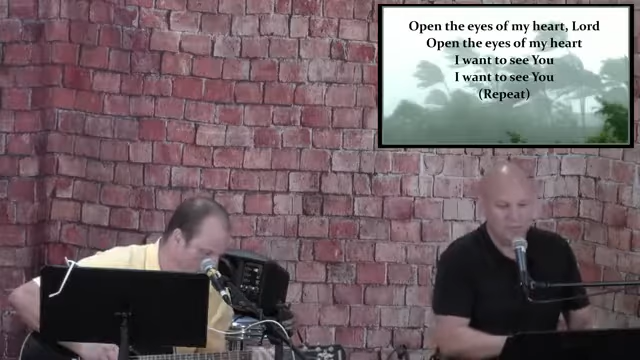 Open the eyes of my heart, Lord
Open the eyes of my heart
I want to see You
I want to see You
(Repeat)